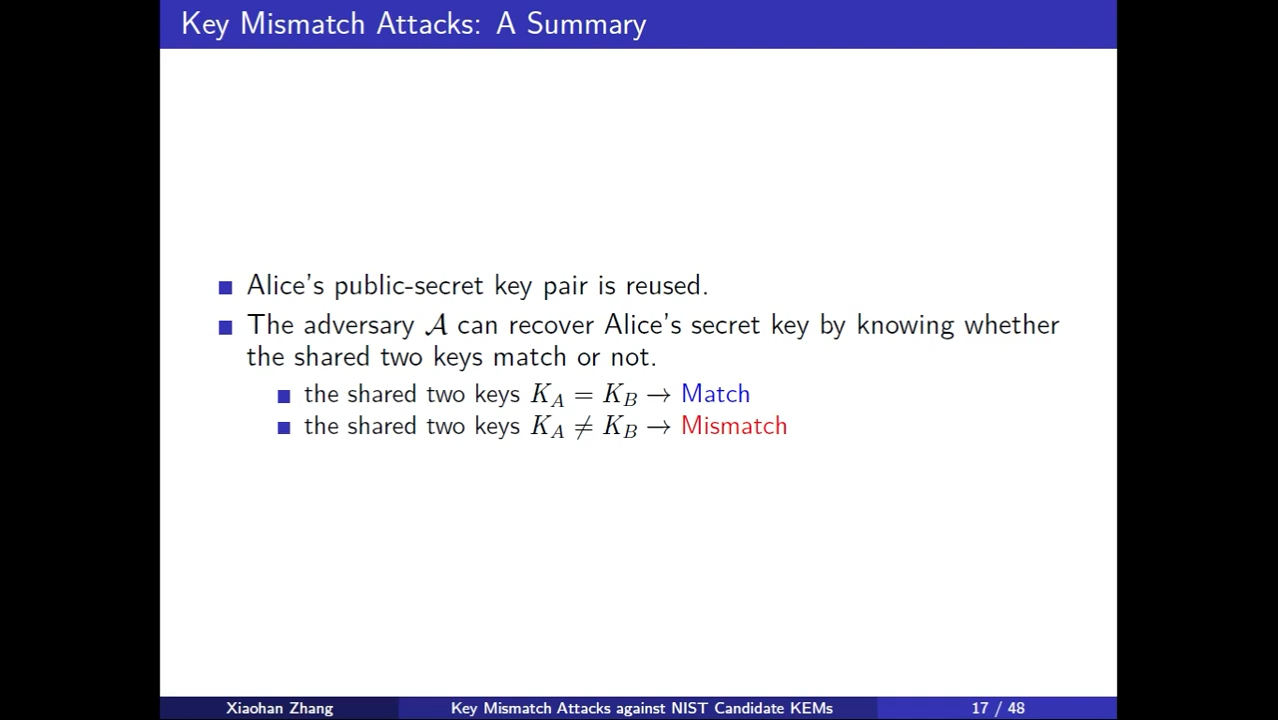 Key Mismatch Attacks: A Summary
Alice's public-secret key pair is reused.
The adversary 𝒜 can recover Alice's secret key by knowing whether
the shared two keys match or not.
the shared two keys K_A = K_B → Match
the shared two keys K_A ≠ K_B → Mismatch
Xiaohan Zhang
Key Mismatch Attacks against NIST Candidate KEMs
17 / 48